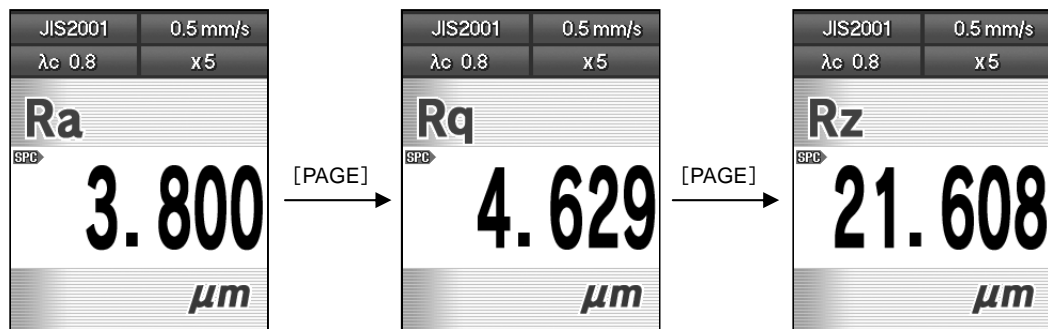 JIS2001 0.5 mm/s
λc 0.8 x5
Ra
SPC
3.800
μm
[PAGE]
JIS2001 0.5 mm/s
λc 0.8 x5
Rq
SPC
4.629
μm
[PAGE]
JIS2001 0.5 mm/s
λc 0.8 x5
Rz
SPC
21.608
μm